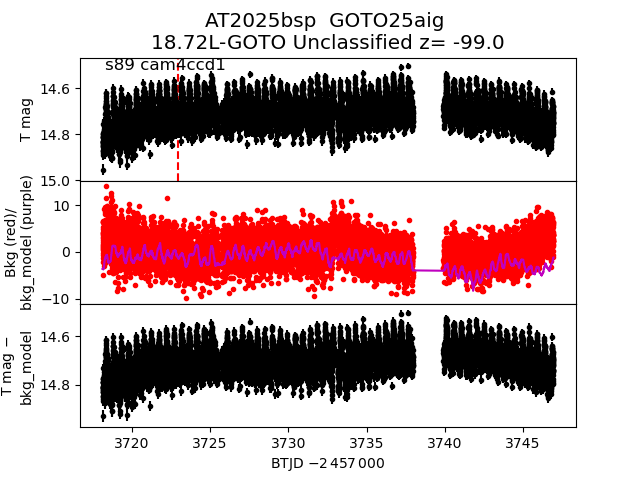 AT2025bsp  GOTO25aig
18.72L-GOTO Unclassified z= -99.0
s89 cam4ccd1
T mag
14.6
14.8
15.0
Bkg (red)/
bkg_model (purple)
10
0
−10
T mag −
bkg_model
14.6
14.8
3720 3725 3730 3735 3740 3745
BTJD −2 457 000